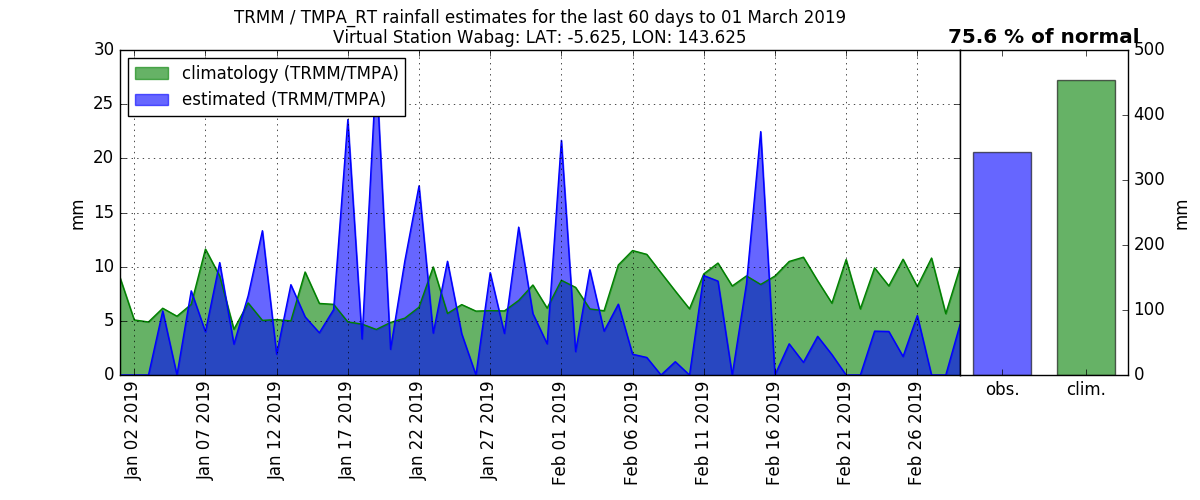 TRMM / TMPA_RT rainfall estimates for the last 60 days to 01 March 2019
Virtual Station Wabag: LAT: -5.625, LON: 143.625
75.6 % of normal
climatology (TRMM/TMPA)
estimated (TRMM/TMPA)
30
25
20
15
10
5
0
mm
Jan 02 2019
Jan 07 2019
Jan 12 2019
Jan 17 2019
Jan 22 2019
Jan 27 2019
Feb 01 2019
Feb 06 2019
Feb 11 2019
Feb 16 2019
Feb 21 2019
Feb 26 2019
obs.
clim.
500
400
300
200
100
0
mm